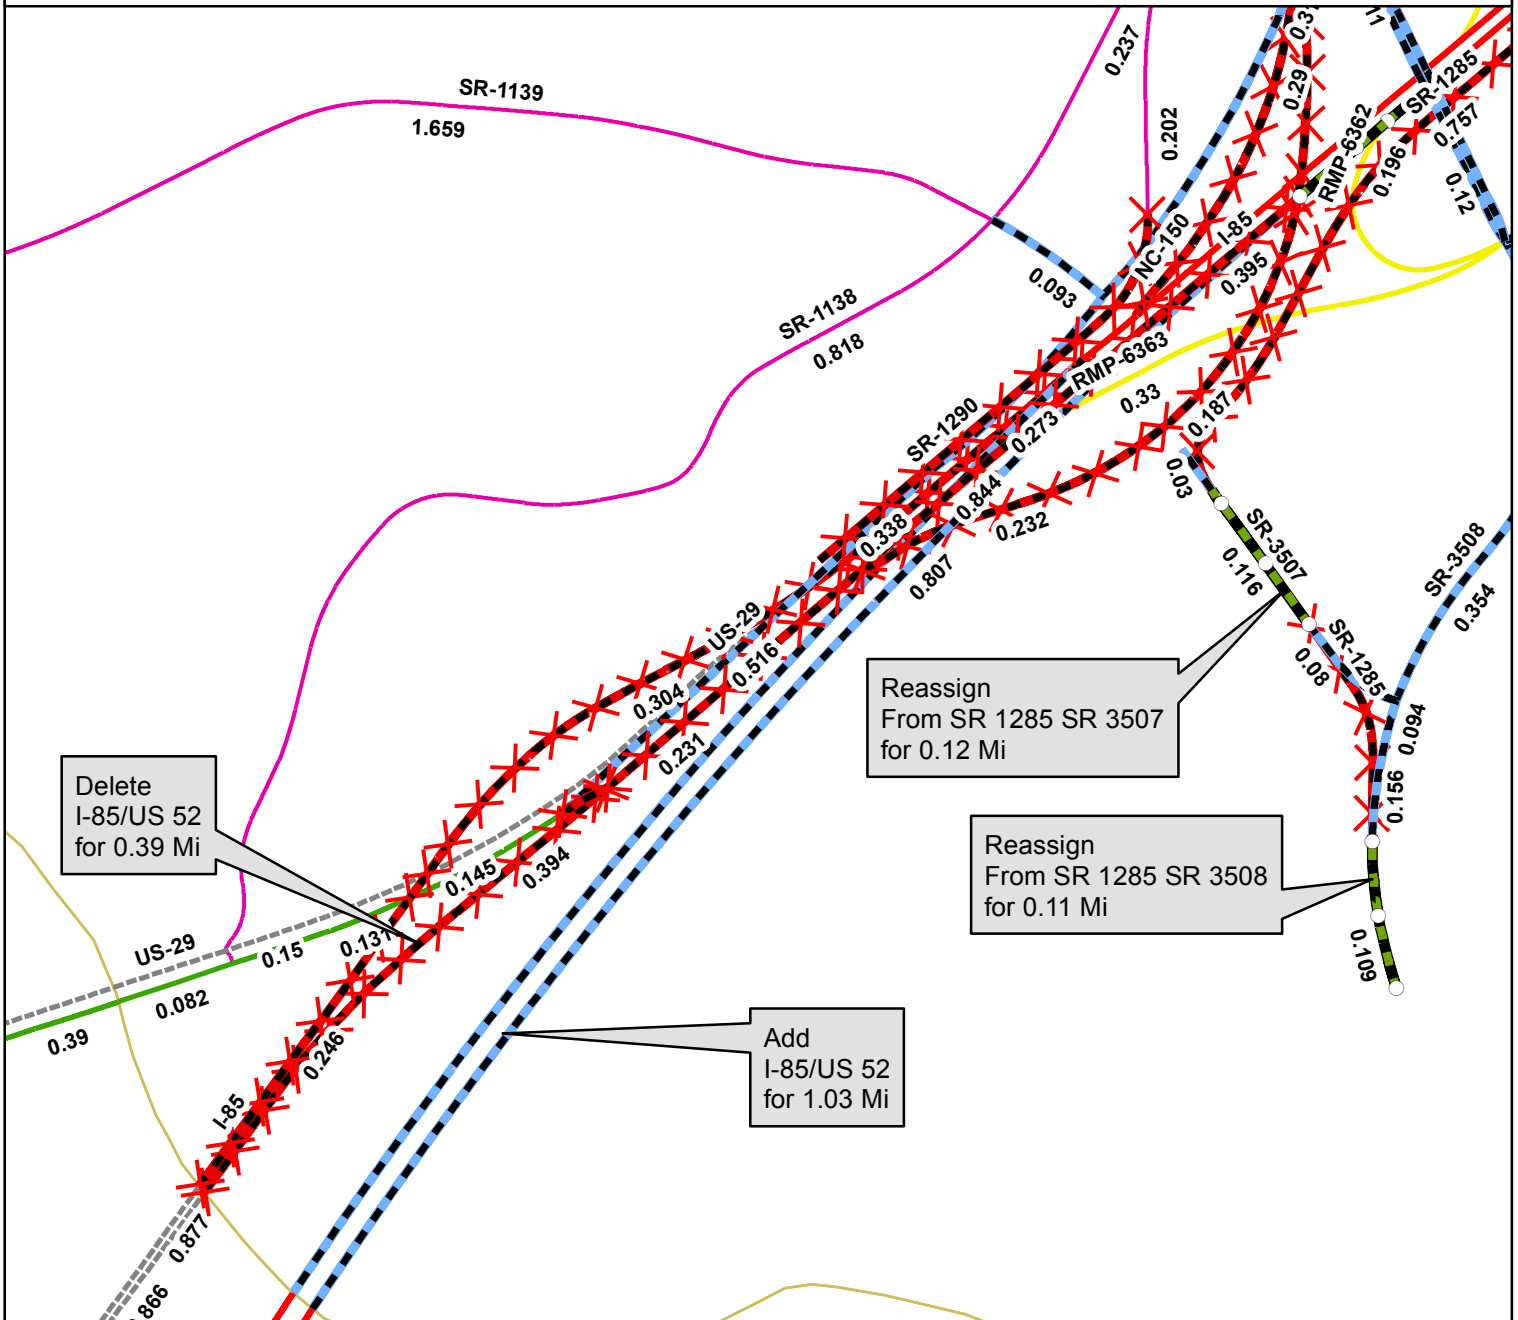 11
0.237
0.29
SR-1285
SR-1139
1.659
0.202
RMP-6362
0.757
0.196
0.12
NC-150
I-85
0.395
0.093
SR-1138
0.818
RMP-6363
0.33
SR-1290
0.273
0.187
0.03
0.844
0.338
0.232
0.807
SR-3507
0.116
SR-3508
0.354
US-29
0.516
0.304
0.231
SR-1285
0.08
0.094
0.156
Reassign
From SR 1285 SR 3507
for 0.12 Mi
Delete
I-85/US 52
for 0.39 Mi
Reassign
From SR 1285 SR 3508
for 0.11 Mi
0.145
0.394
US-29
0.15
0.131
0.082
0.39
0.109
0.246
I-85
Add
I-85/US 52
for 1.03 Mi
0.877
.866